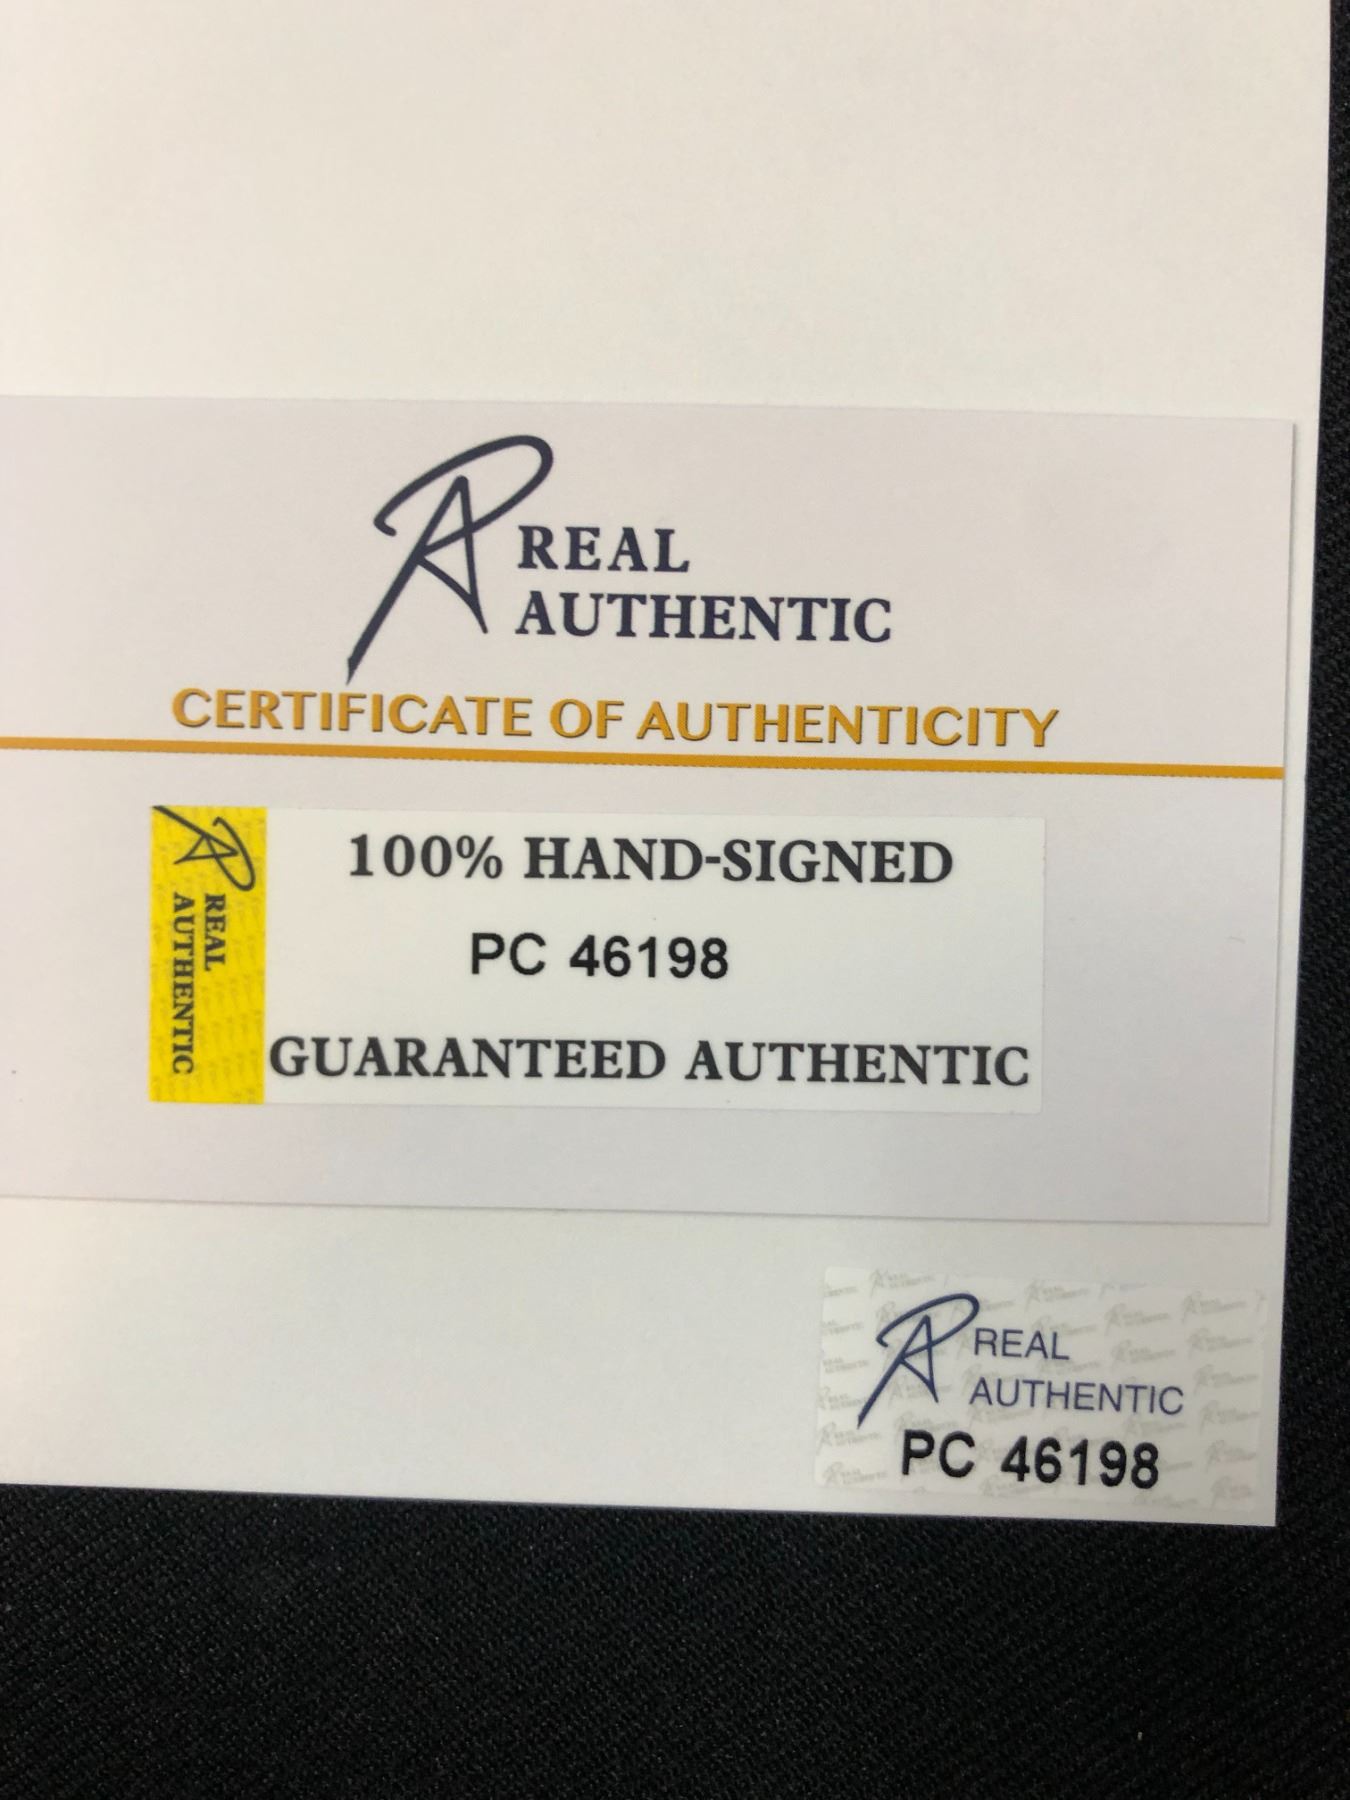 REAL
AUTHENTIC
CERTIFICATE OF AUTHENTICITY
REAL
AUTHENTIC
100% HAND-SIGNED
PC 46198
GUARANTEED AUTHENTIC
REAL
AUTHENTIC
PC 46198